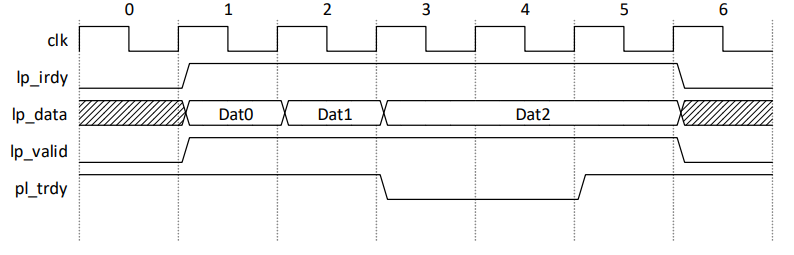 0 1 2 3 4 5 6
clk
lp_irdy
lp_data Dat0 Dat1 Dat2
lp_valid
pl_trdy